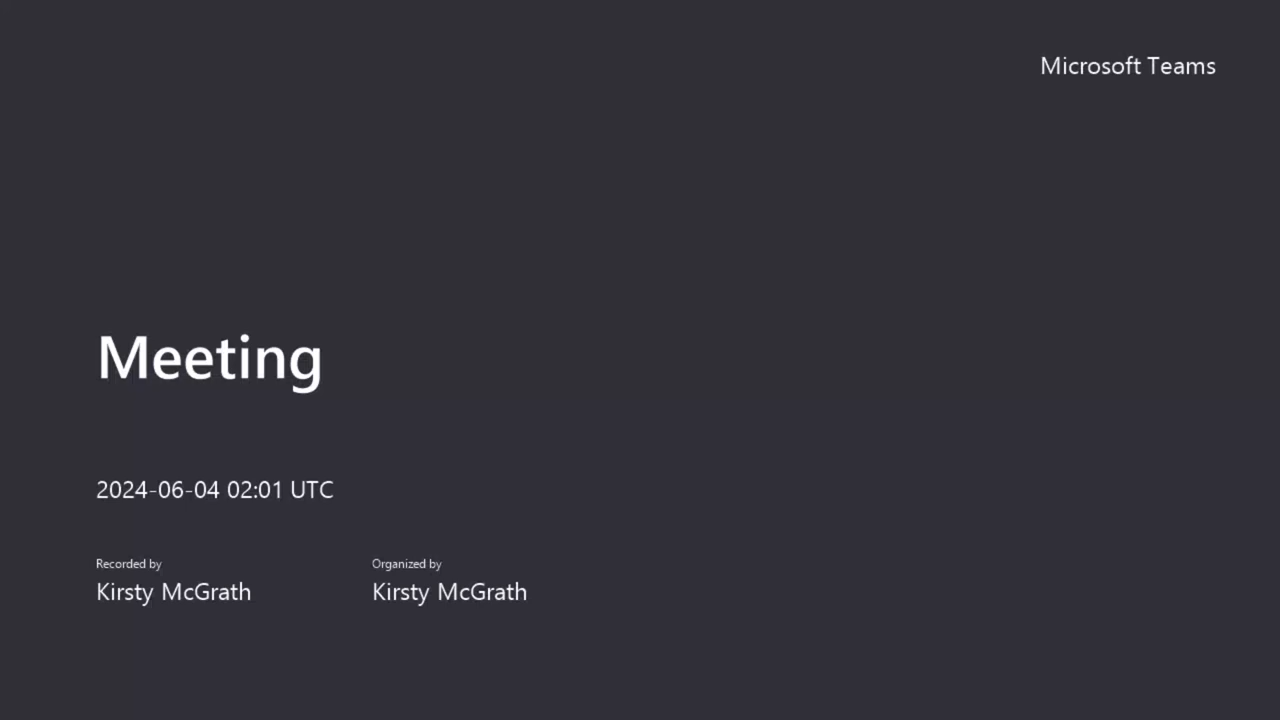 Microsoft Teams
Meeting
2024-06-04 02:01 UTC
Recorded by
Kirsty McGrath
Organized by
Kirsty McGrath